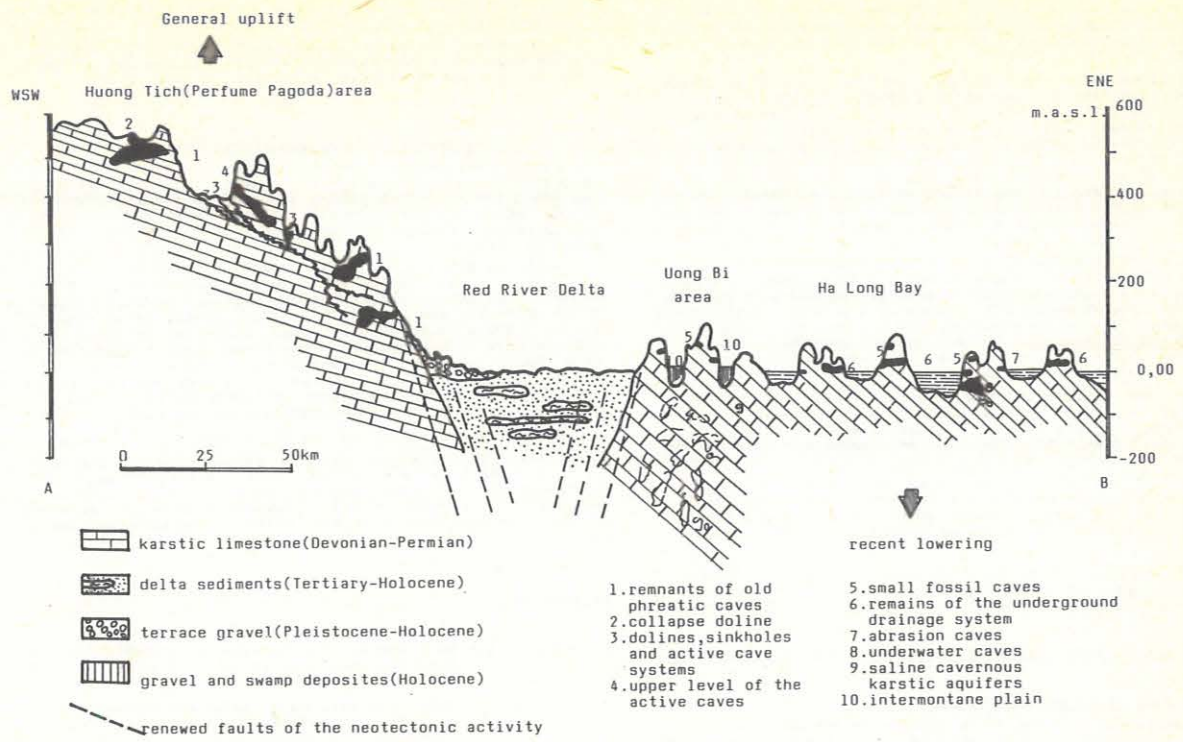 General uplift
WSW
Huong Tich(Perfume Pagoda)area
ENE
m.a.s.l.
600
2
1
4
3
400
3
1
Red River Delta
Uong Bi
area
Ha Long Bay
200
1
5
10
10
6
5
6
5
7
6
8
0,00
9
-200
0
25
50km
A
B
karstic limestone(Devonian-Permian)
delta sediments(Tertiary-Holocene)
terrace gravel(Pleistocene-Holocene)
gravel and swamp deposites(Holocene)
renewed faults of the neotectonic activity
recent lowering
1.remnants of old
phreatic caves
2.collapse doline
3.dolines,sinkholes
and active cave
systems
4.upper level of the
active caves
5.small fossil caves
6.remains of the underground
drainage system
7.abrasion caves
8.underwater caves
9.saline cavernous
karstic aquifers
10.intermontane plain